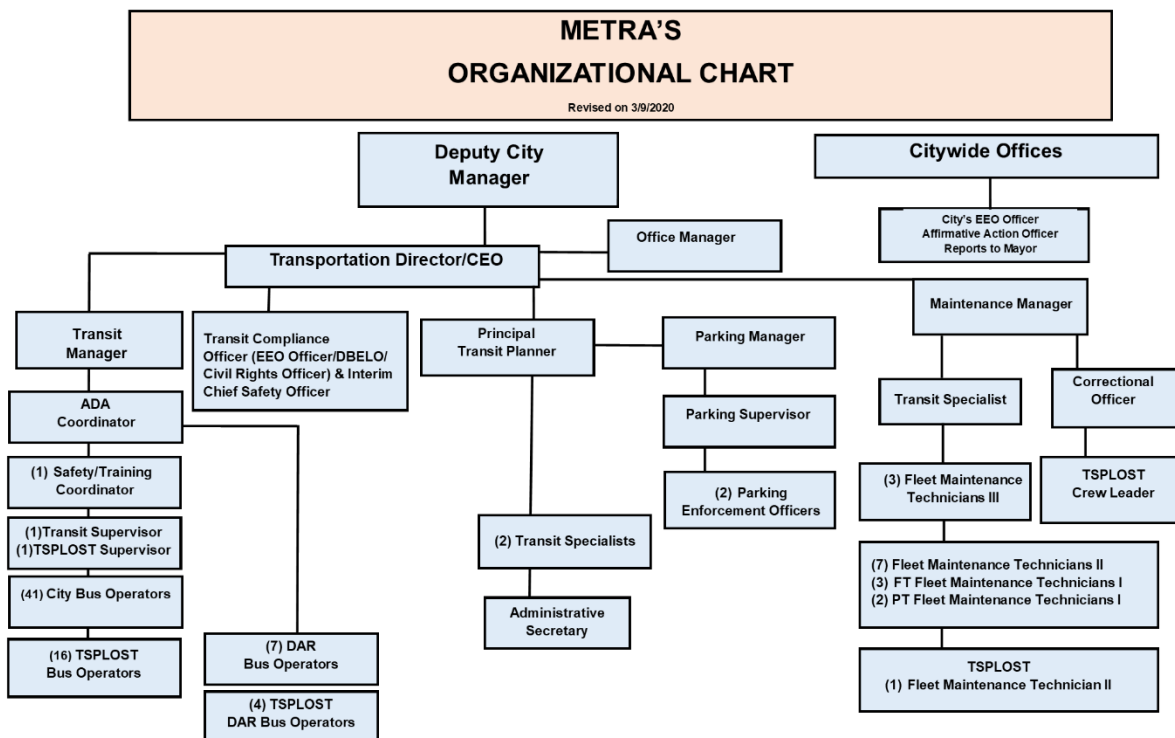 METRA'S
ORGANIZATIONAL CHART
Revised on 3/9/2020
Deputy City
Manager
Citywide Offices
City's EEO Officer
Affirmative Action Officer
Reports to Mayor
Office Manager
Transportation Director/CEO
Maintenance Manager
Transit
Manager
Transit Compliance
Officer (EEO Officer/DBELO/
Civil Rights Officer) & Interim
Chief Safety Officer
Principal
Transit Planner
Parking Manager
Transit Specialist
Correctional
Officer
ADA
Coordinator
Parking Supervisor
(1) Safety/Training
Coordinator
(3) Fleet Maintenance
Technicians III
TSPLOST
Crew Leader
(2) Parking
Enforcement Officers
(1)Transit Supervisor
(1)TSPLOST Supervisor
(2) Transit Specialists
(7) Fleet Maintenance Technicians II
(3) FT Fleet Maintenance Technicians I
(2) PT Fleet Maintenance Technicians I
(41) City Bus Operators
Administrative
Secretary
(16) TSPLOST
Bus Operators
(7) DAR
Bus Operators
TSPLOST
(1) Fleet Maintenance Technician II
(4) TSPLOST
DAR Bus Operators